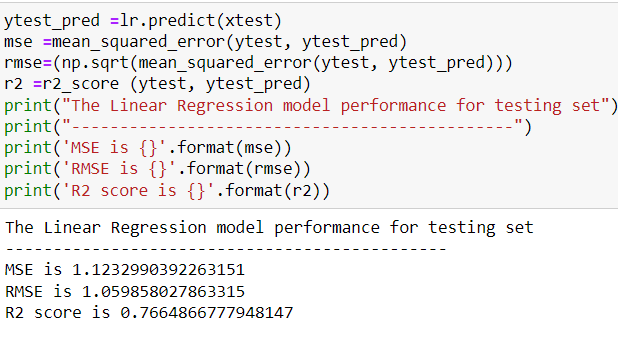 ytest_pred =lr.predict(xtest)
mse =mean_squared_error(ytest, ytest_pred)
rmse=(np.sqrt(mean_squared_error(ytest, ytest_pred)))
r2 =r2_score (ytest, ytest_pred)
print("The Linear Regression model performance for testing set")
print("----------------------------------------------")
print('MSE is {}'.format(mse))
print('RMSE is {}'.format(rmse))
print('R2 score is {}'.format(r2))
The Linear Regression model performance for testing set
----------------------------------------------
MSE is 1.1232990392263151
RMSE is 1.059858027863315
R2 score is 0.7664866777948147